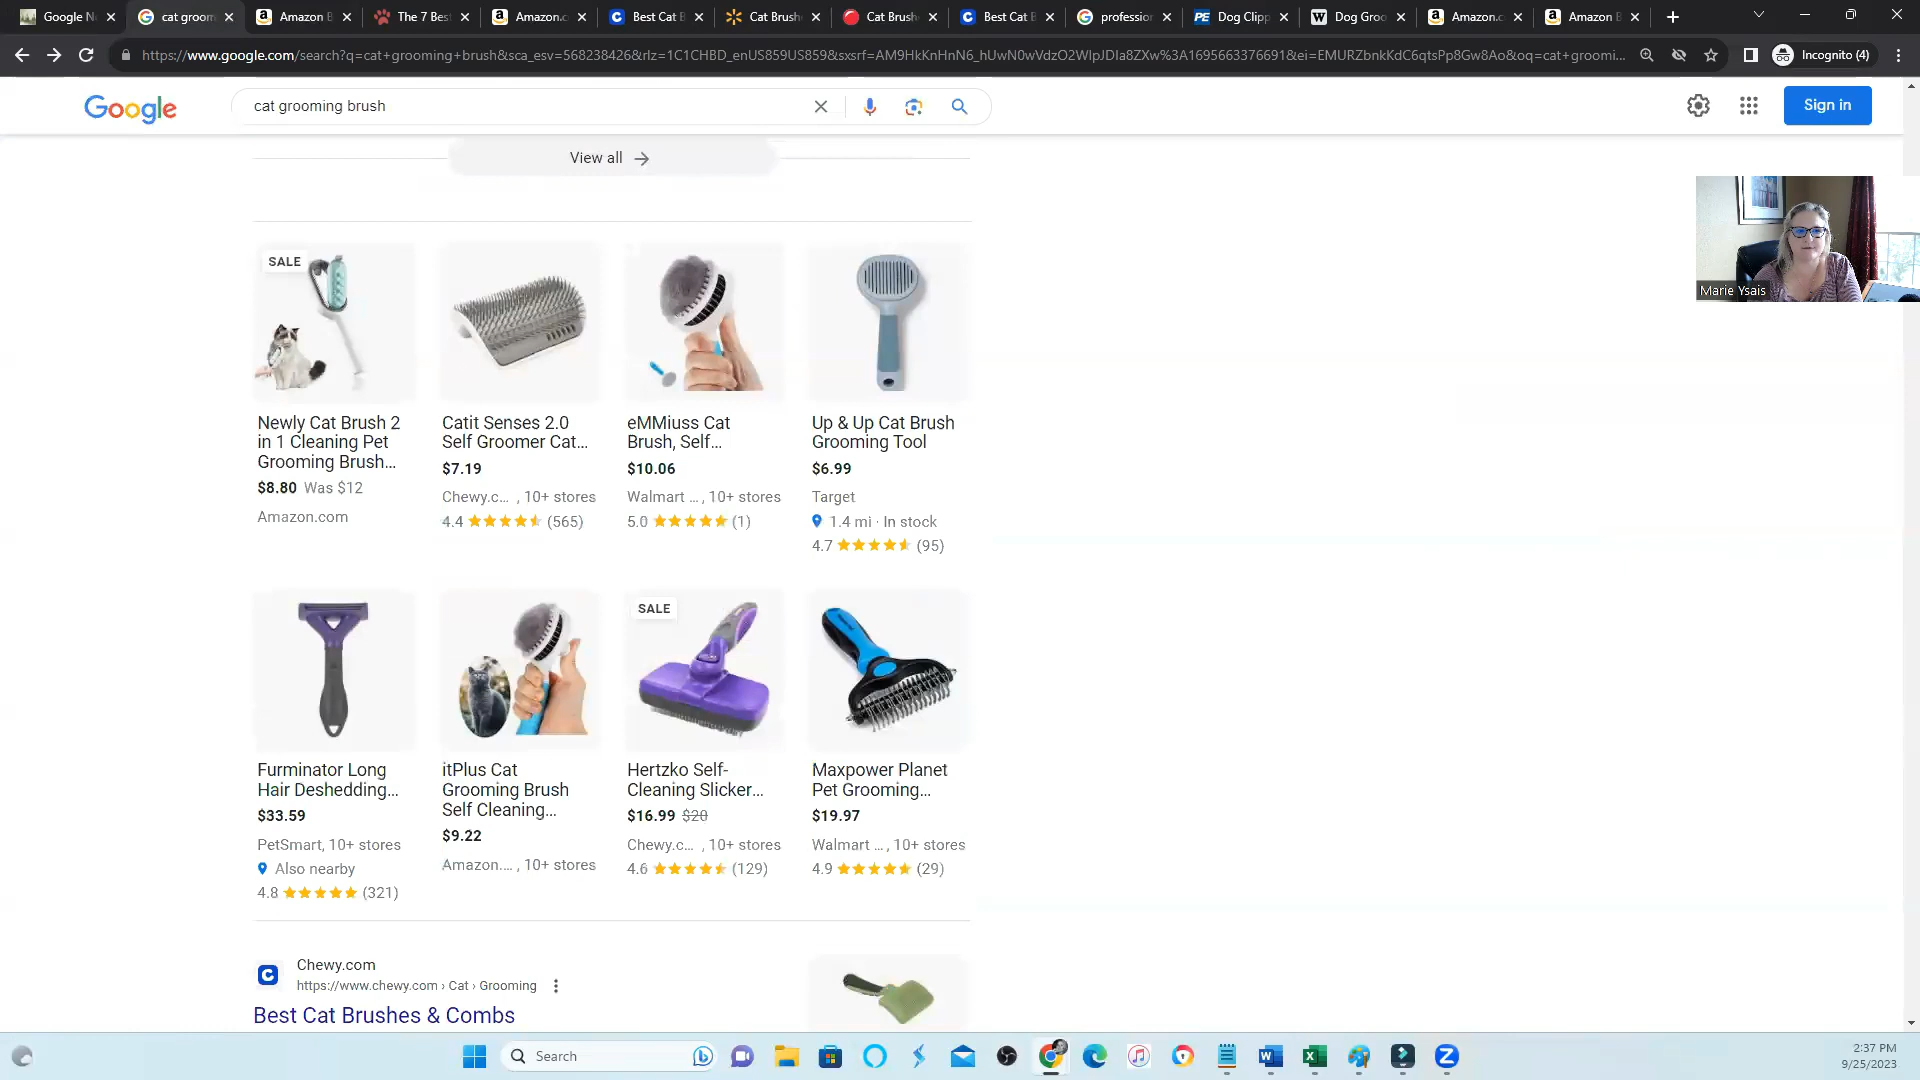 Google N
cat groom
Amazon B
The 7 Bes
Amazon.c
Best Cat B
Cat Brush
Cat Brush
Best Cat B
profession
Dog Clipp
Dog Groo
Amazon.c
Amazon B
https://www.google.com/search?q=cat+grooming+brush&sca_esv=568238426&rlz=1C1CHBD_enUS859US859&sxsrf=AM9HkKnHnN6_hUwN0wVdzO2WIpJDIa8ZXw%3A1695663376691&ei=EMURZbnkKdC6qtsPp8Gw8Ao&oq=cat+groomi...
Incognito (4)
Google
cat grooming brush
Sign in
View all
Marie Ysais
SALE
Newly Cat Brush 2
in 1 Cleaning Pet
Grooming Brush...
$8.80 Was $12
Amazon.com
Catit Senses 2.0
Self Groomer Cat...
$7.19
Chewy.c... , 10+ stores
4.4 (565)
eMMiuss Cat
Brush, Self...
$10.06
Walmart ... , 10+ stores
5.0 (1)
Up & Up Cat Brush
Grooming Tool
$6.99
Target
1.4 mi · In stock
4.7 (95)
Furminator Long
Hair Deshedding...
$33.59
PetSmart, 10+ stores
Also nearby
4.8 (321)
itPlus Cat
Grooming Brush
Self Cleaning...
$9.22
Amazon.... , 10+ stores
SALE
Hertzko Self-
Cleaning Slicker...
$16.99 $20
Chewy.c... , 10+ stores
4.6 (129)
Maxpower Planet
Pet Grooming...
$19.97
Walmart ... , 10+ stores
4.9 (29)
Chewy.com
https://www.chewy.com › Cat › Grooming
Best Cat Brushes & Combs
Search
2:37 PM
9/25/2023